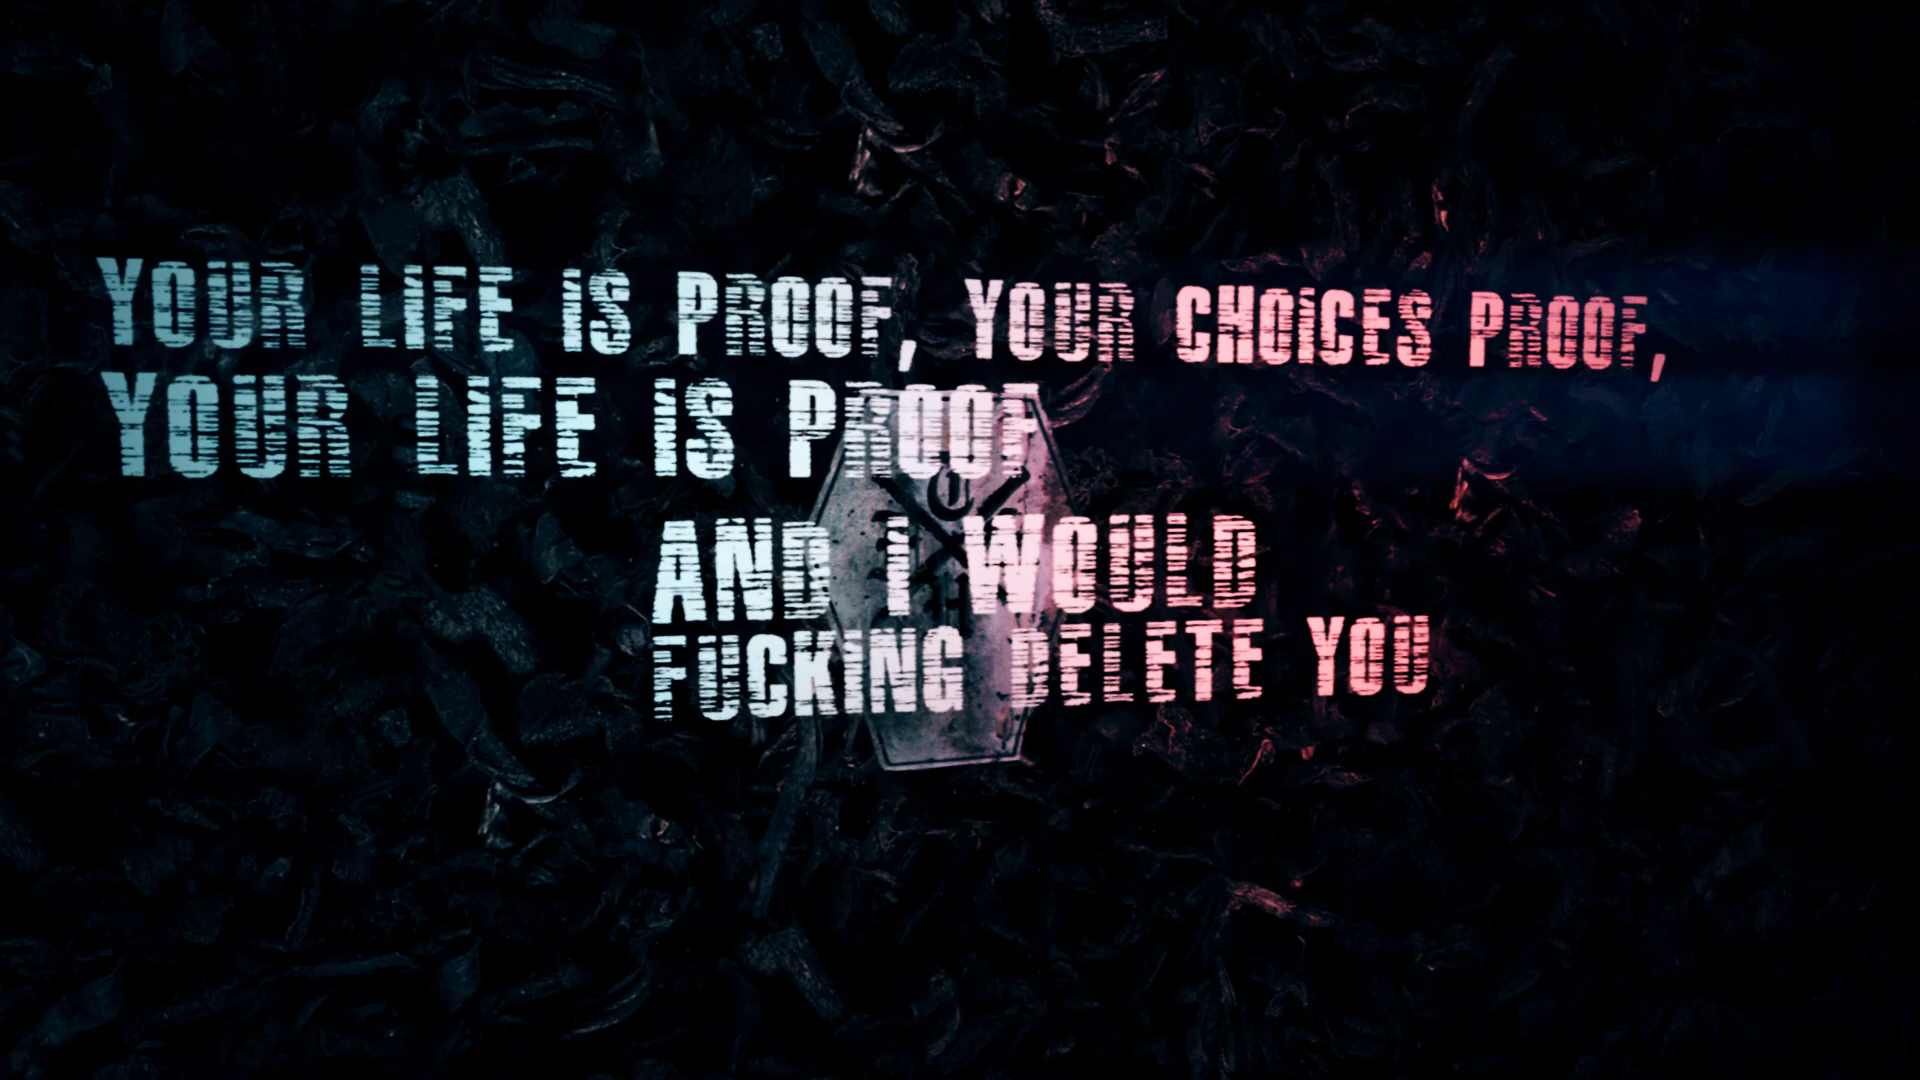 YOUR LIFE IS PROOF, YOUR CHOICES PROOF,
YOUR LIFE IS PROOF
AND I WOULD
FUCKING DELETE YOU